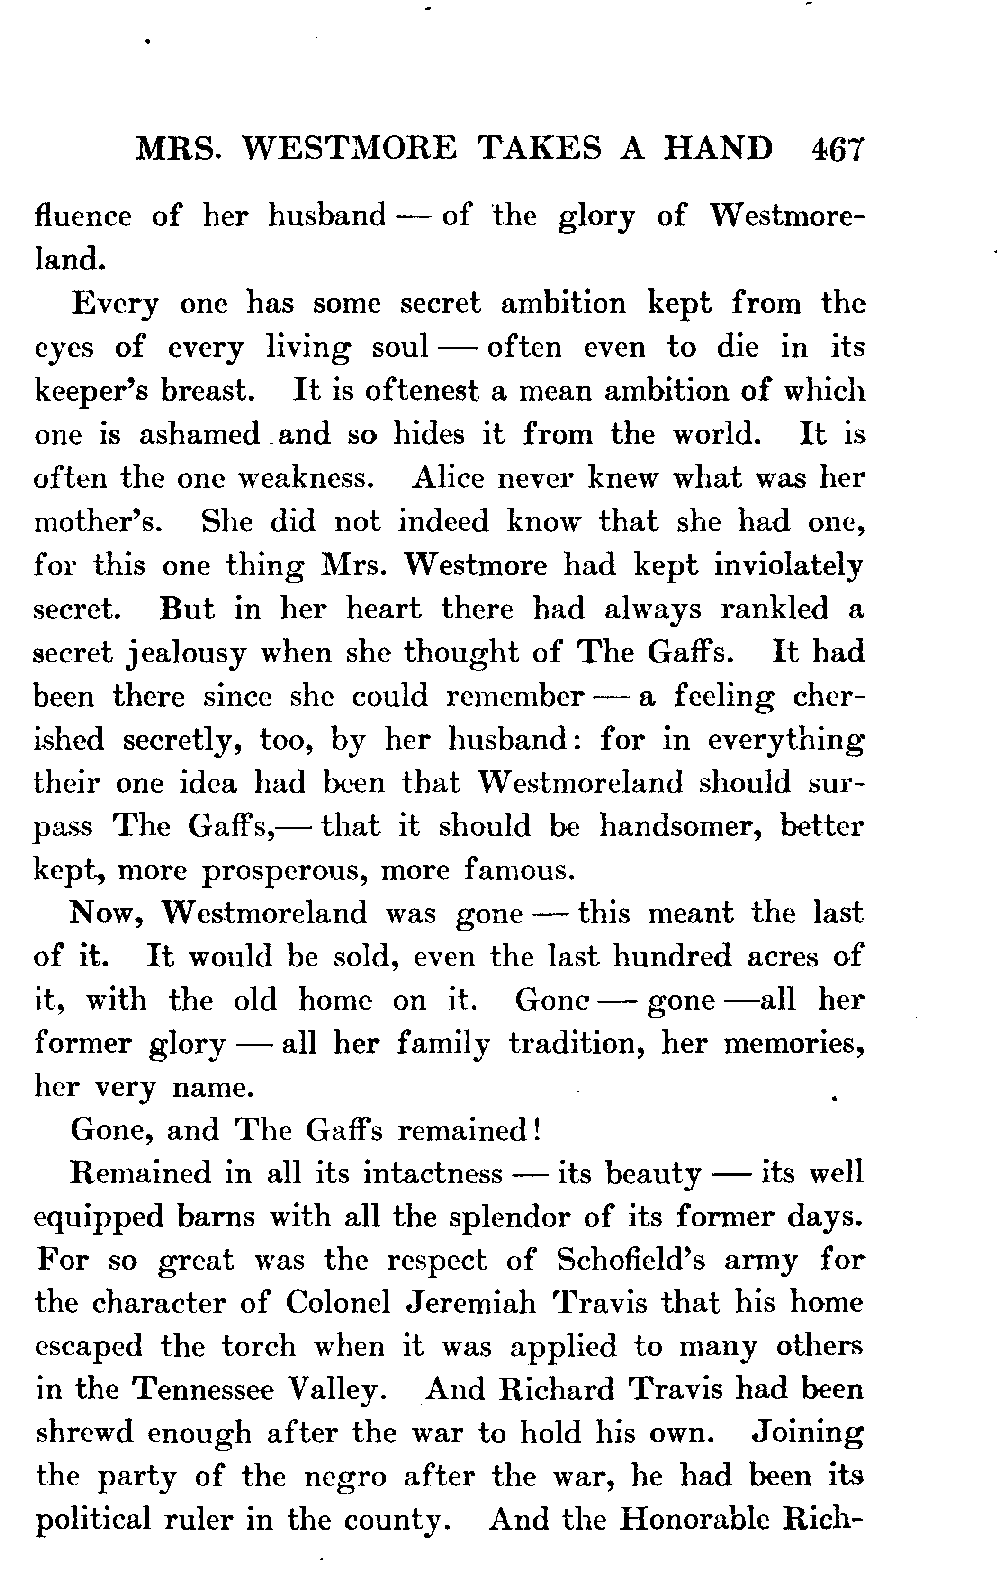 MRS. WESTMORE TAKES A HAND 467
fluence of her husband — of the glory of Westmore-
land.
Every one has some secret ambition kept from the
eyes of every living soul — often even to die in its
keeper's breast. It is oftenest a mean ambition of which
one is ashamed and so hides it from the world. It is
often the one weakness. Alice never knew what was her
mother's. She did not indeed know that she had one,
for this one thing Mrs. Westmore had kept inviolately
secret. But in her heart there had always rankled a
secret jealousy when she thought of The Gaffs. It had
been there since she could remember — a feeling cher-
ished secretly, too, by her husband: for in everything
their one idea had been that Westmoreland should sur-
pass The Gaffs,— that it should be handsomer, better
kept, more prosperous, more famous.
Now, Westmoreland was gone — this meant the last
of it. It would be sold, even the last hundred acres of
it, with the old home on it. Gone — gone —all her
former glory — all her family tradition, her memories,
her very name.
Gone, and The Gaffs remained!
Remained in all its intactness — its beauty — its well
equipped barns with all the splendor of its former days.
For so great was the respect of Schofield's army for
the character of Colonel Jeremiah Travis that his home
escaped the torch when it was applied to many others
in the Tennessee Valley. And Richard Travis had been
shrewd enough after the war to hold his own. Joining
the party of the negro after the war, he had been its
political ruler in the county. And the Honorable Rich-